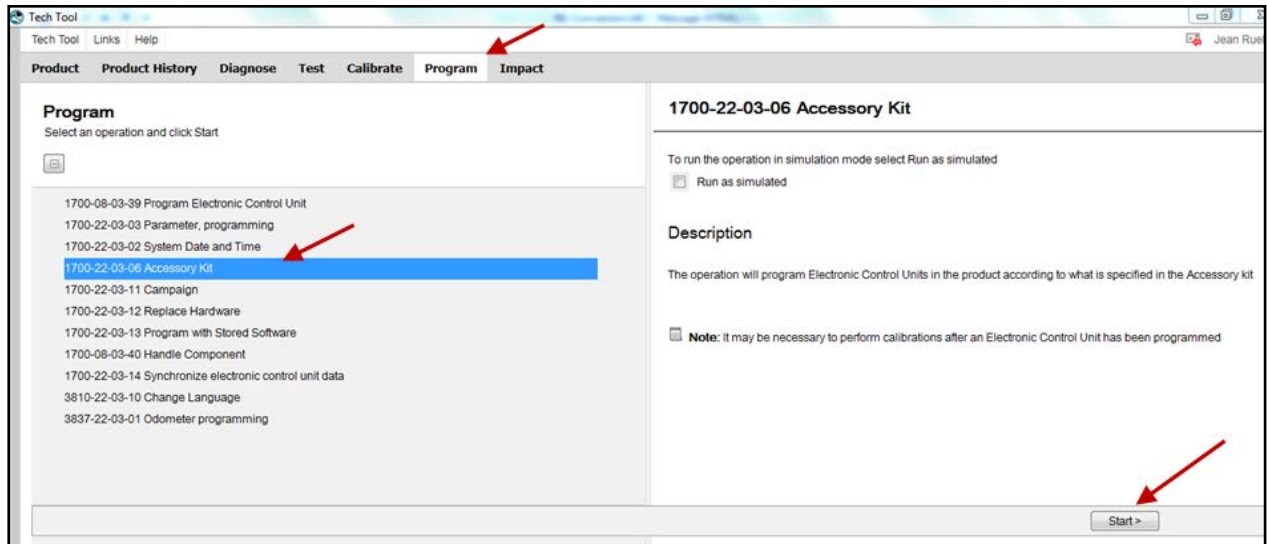 Tech Tool
Tech Tool Links Help
Jean Ruel
Product Product History Diagnose Test Calibrate Program Impact
Program
Select an operation and click Start
1700-08-03-39 Program Electronic Control Unit
1700-22-03-03 Parameter, programming
1700-22-03-02 System Date and Time
1700-22-03-06 Accessory Kit
1700-22-03-11 Campaign
1700-22-03-12 Replace Hardware
1700-22-03-13 Program with Stored Software
1700-08-03-40 Handle Component
1700-22-03-14 Synchronize electronic control unit data
3810-22-03-10 Change Language
3837-22-03-01 Odometer programming
1700-22-03-06 Accessory Kit
To run the operation in simulation mode select Run as simulated
Run as simulated
Description
The operation will program Electronic Control Units in the product according to what is specified in the Accessory kit
Note: It may be necessary to perform calibrations after an Electronic Control Unit has been programmed
Start >